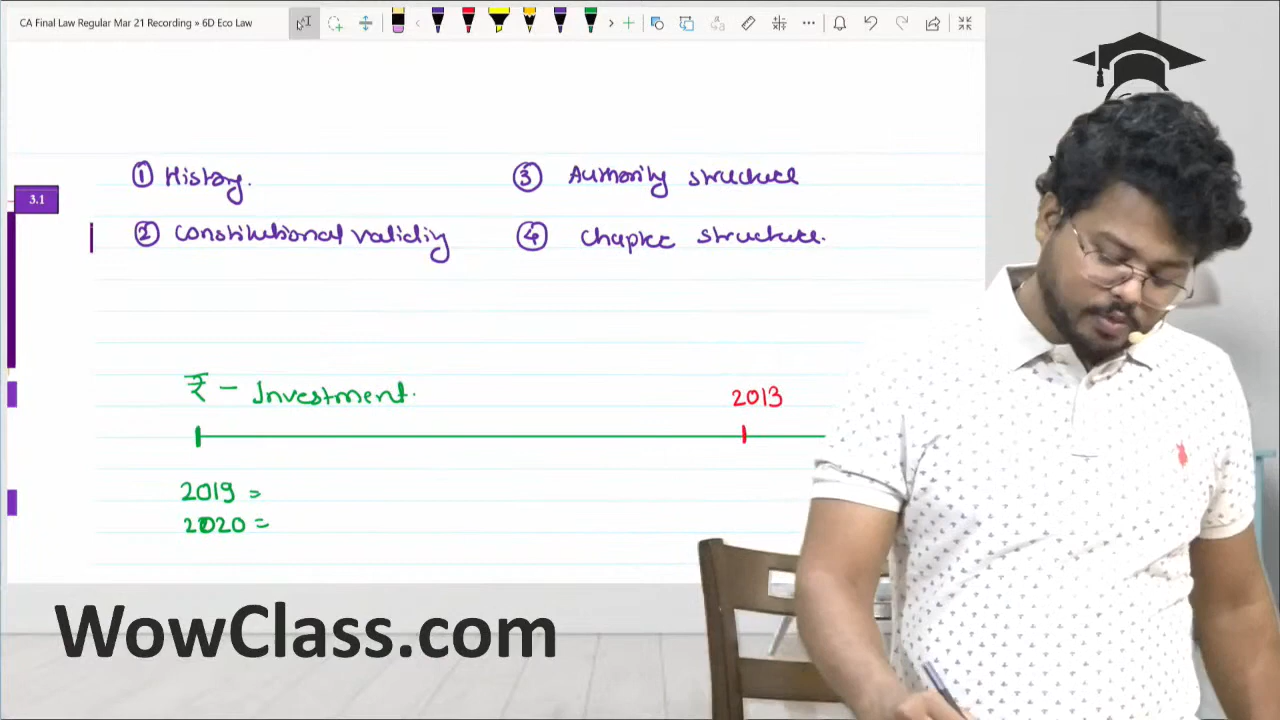 CA Final Law Regular Mar 21 Recording » 6D Eco Law
① History.
③ Authority structure
3.1
② Constitutional validity
④ Chapter structure.
₹ - Investment.
2013
2019 =
2020 =
WowClass.com